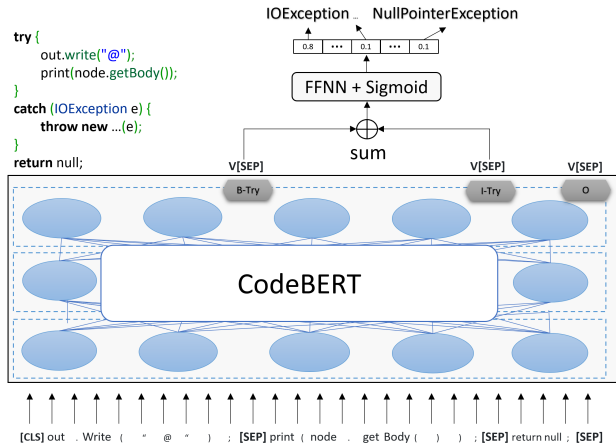 IOException … NullPointerException
0.8 ••• 0.1 ••• 0.1
FFNN + Sigmoid
sum
try {
out.write("@");
print(node.getBody());
}
catch (IOException e) {
throw new ...(e);
}
return null;
V[SEP] V[SEP] V[SEP]
B-Try I-Try O
CodeBERT
[CLS] out . Write ( " @ " ) ; [SEP] print ( node . get Body ( ) ) ; [SEP] return null ; [SEP]